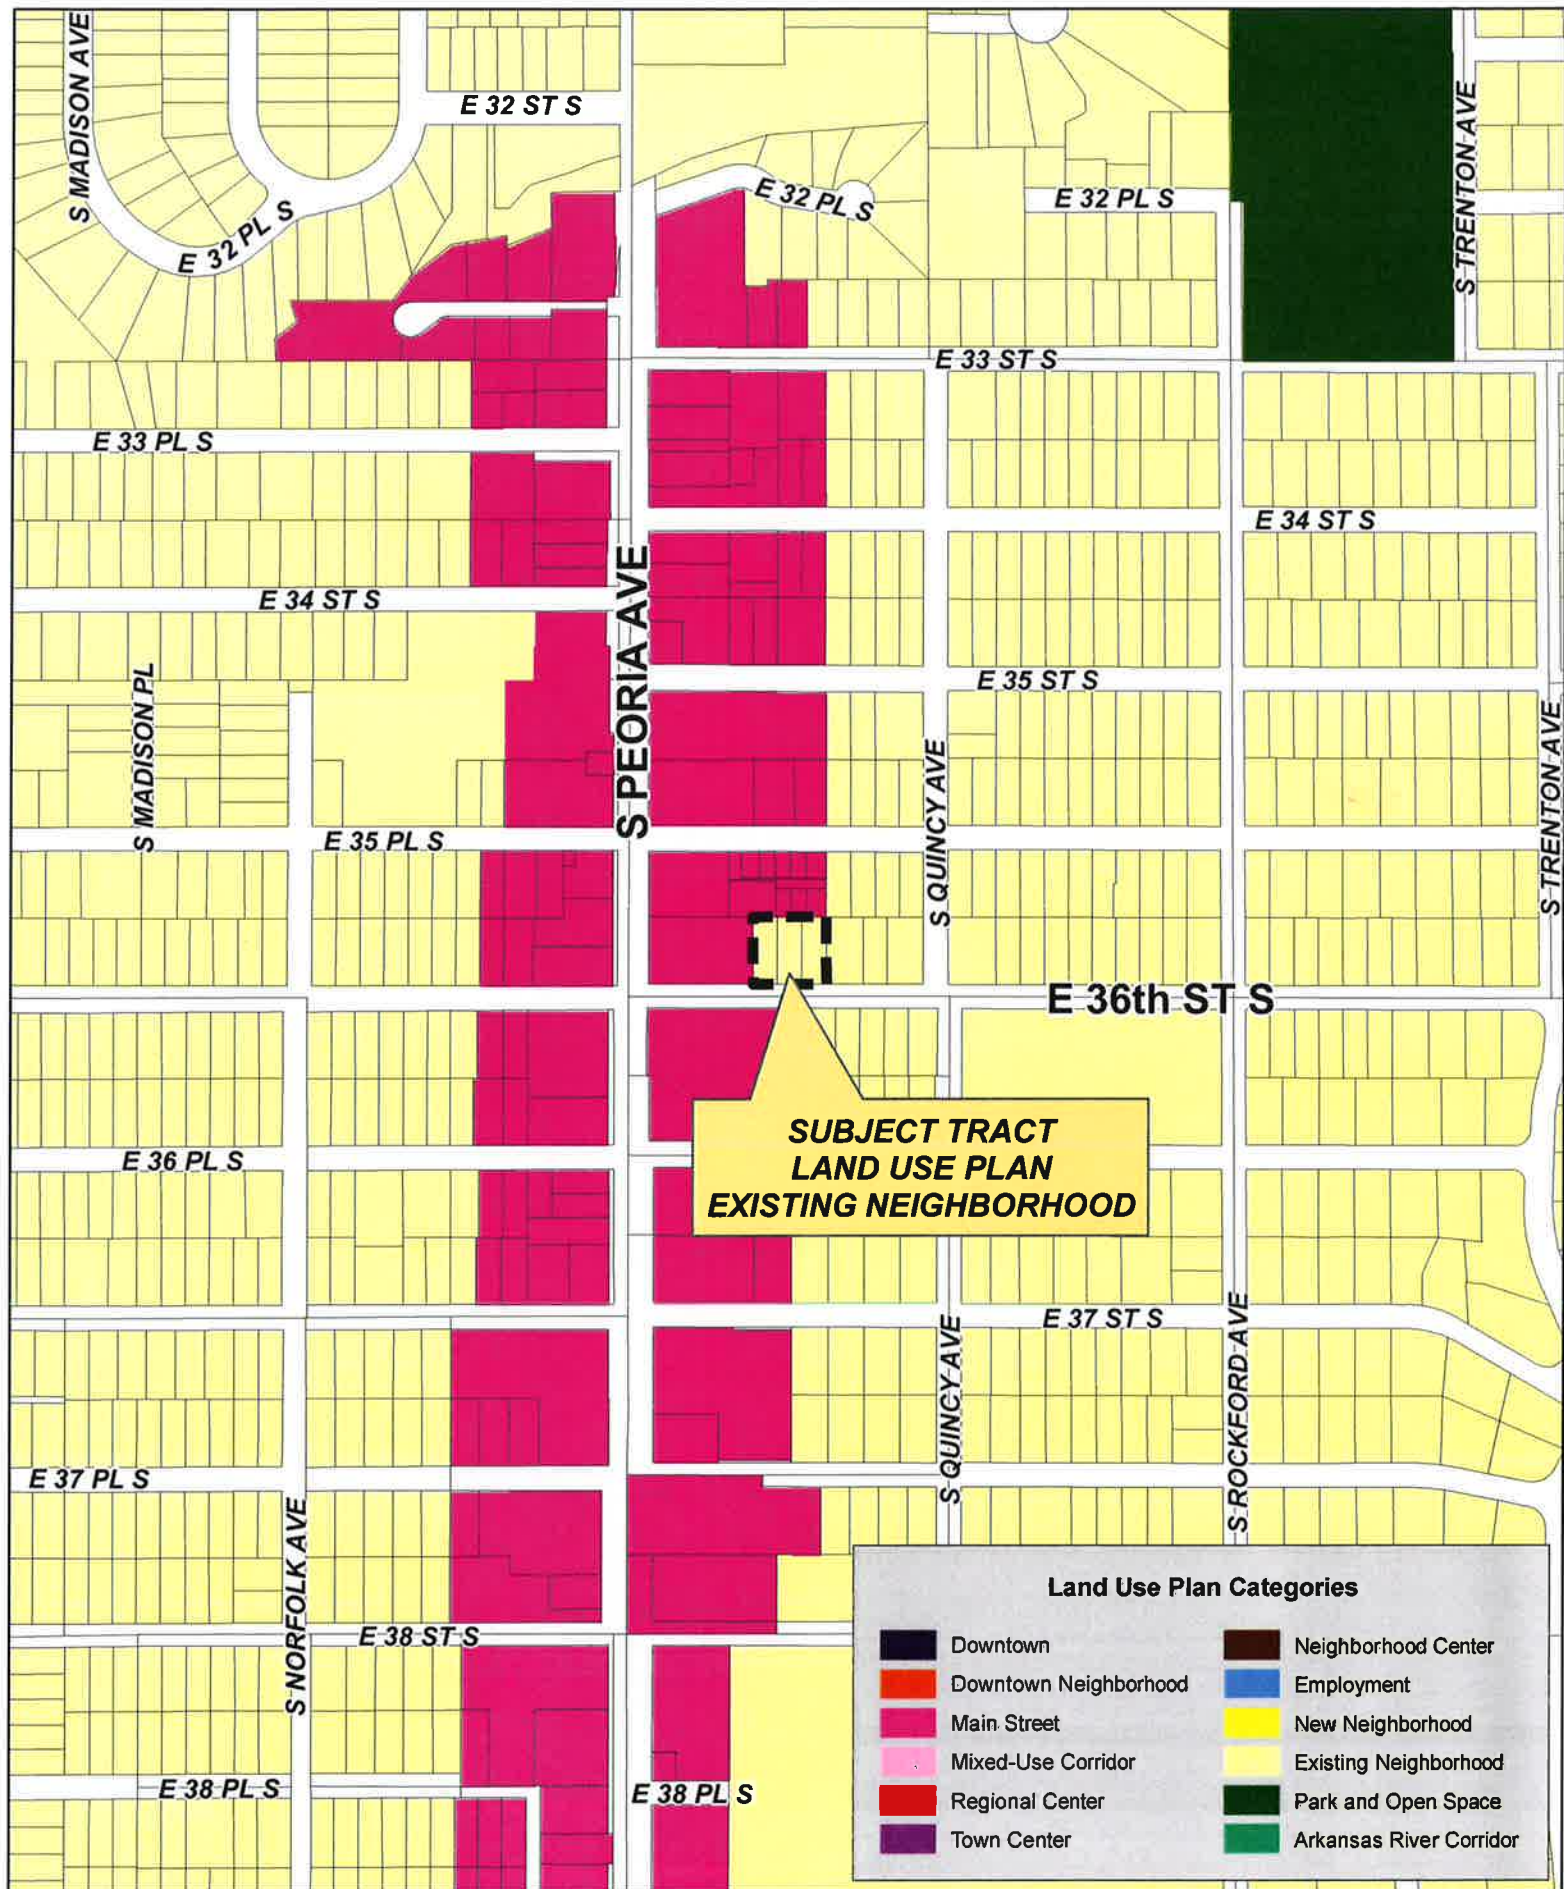 S MADISON AVE
E 32 ST S
S TRENTON AVE
E 32 PL S
E 32 PL S
E 32 PL S
E 33 ST S
E 33 PL S
E 34 ST S
E 34 ST S
S PEORIA AVE
E 35 ST S
S MADISON PL
S QUINCY AVE
S TRENTON AVE
E 35 PL S
E 36th ST S
SUBJECT TRACT
LAND USE PLAN
EXISTING NEIGHBORHOOD
E 36 PL S
E 37 ST S
S QUINCY AVE
S ROCKFORD AVE
E 37 PL S
S NORFOLK AVE
E 38 ST S
E 38 PL S
E 38 PL S
Land Use Plan Categories
Downtown
Downtown Neighborhood
Main Street
Mixed-Use Corridor
Regional Center
Town Center
Neighborhood Center
Employment
New Neighborhood
Existing Neighborhood
Park and Open Space
Arkansas River Corridor